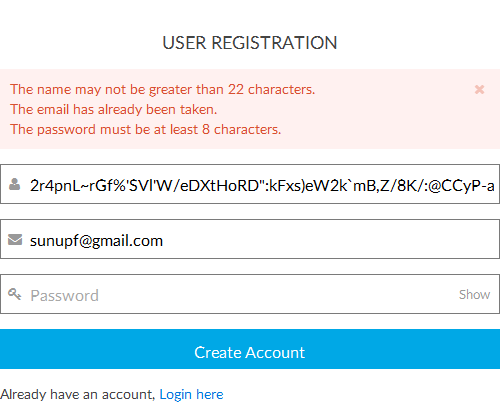 USER REGISTRATION
The name may not be greater than 22 characters.
The email has already been taken.
The password must be at least 8 characters.
2r4pnL~rGf%'$Vl'W/eDXtHoRD":kFxs)eW2k`mB,Z/8K/:@CCyP-a
sunupf@gmail.com
Password
Show
Create Account
Already have an account, Login here